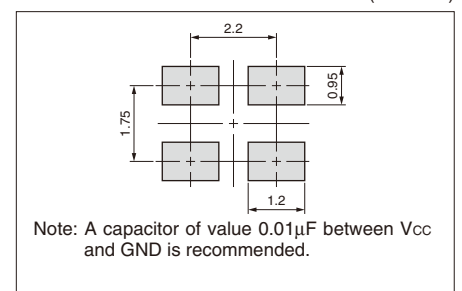 2.2
0.95
1.75
1.2
Note: A capacitor of value 0.01μF between Vcc
and GND is recommended.